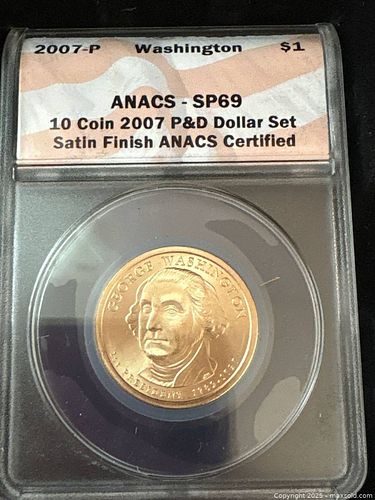 2007-P Washington $1
ANACS - SP69
10 Coin 2007 P&D Dollar Set
Satin Finish ANACS Certified
GEORGE WASHINGTON
1st PRESIDENT 1789-1797
Copyright 2025 - maxsold.com